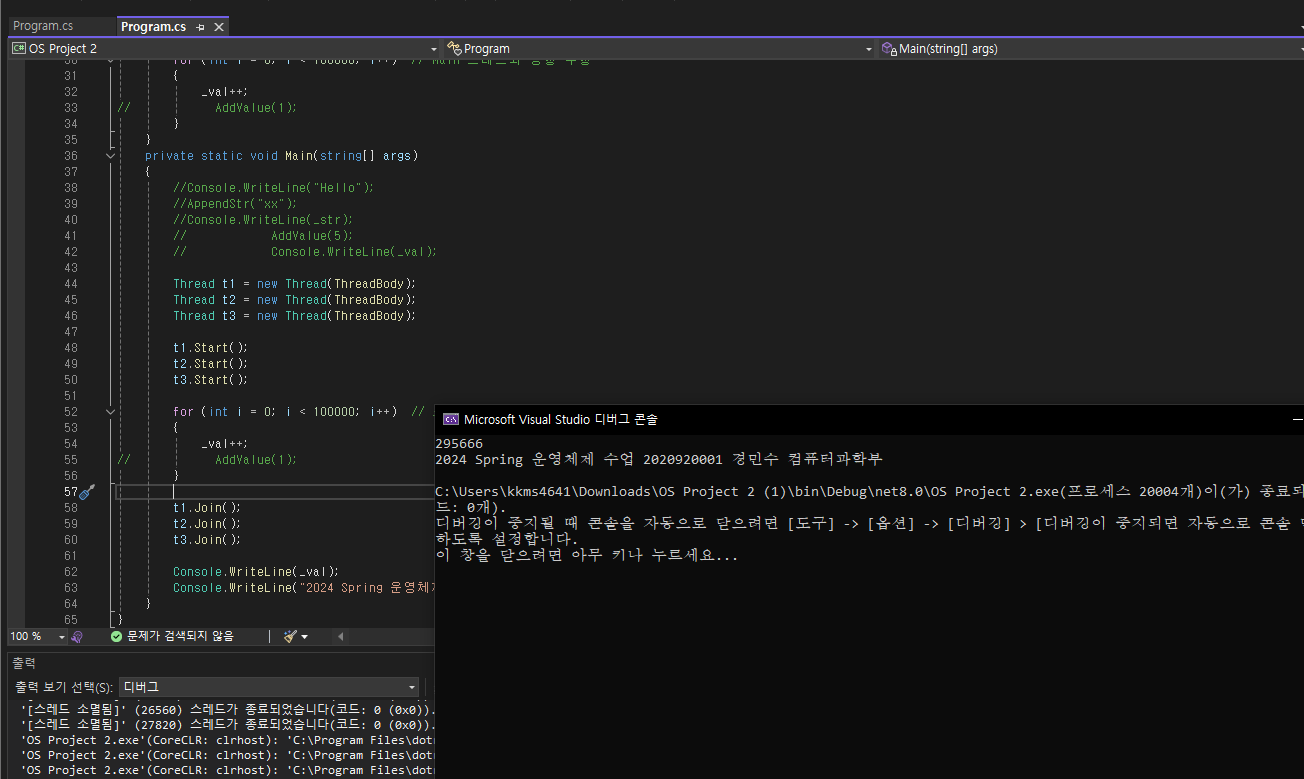 Program.cs
Program.cs
OS Project 2
Program
Main(string[] args)
30 for (int i = 0; i < 100000; i++) // Main 스레드와 병행 수행
31 {
32 _val++;
33 // AddValue(1);
34 }
35 }
36 private static void Main(string[] args)
37 {
38 //Console.WriteLine("Hello");
39 //AppendStr("xx");
40 //Console.WriteLine(_str);
41 // AddValue(5);
42 // Console.WriteLine(_val);
43
44 Thread t1 = new Thread(ThreadBody);
45 Thread t2 = new Thread(ThreadBody);
46 Thread t3 = new Thread(ThreadBody);
47
48 t1.Start();
49 t2.Start();
50 t3.Start();
51
52 for (int i = 0; i < 100000; i++) //
53 {
54 _val++;
55 // AddValue(1);
56 }
57
58 t1.Join();
59 t2.Join();
60 t3.Join();
61
62 Console.WriteLine(_val);
63 Console.WriteLine("2024 Spring 운영체제
64 }
65 }
100 %
문제가 검색되지 않음
출력
출력 보기 선택(S): 디버그
'[스레드 소멸됨]' (26560) 스레드가 종료되었습니다(코드: 0 (0x0)).
'[스레드 소멸됨]' (27820) 스레드가 종료되었습니다(코드: 0 (0x0)).
'OS Project 2.exe'(CoreCLR: clrhost): 'C:\Program Files\dot
'OS Project 2.exe'(CoreCLR: clrhost): 'C:\Program Files\dot
'OS Project 2.exe'(CoreCLR: clrhost): 'C:\Program Files\dot
Microsoft Visual Studio 디버그 콘솔
295666
2024 Spring 운영체제 수업 2020920001 경민수 컴퓨터과학부
C:\Users\kkms4641\Downloads\OS Project 2 (1)\bin\Debug\net8.0\OS Project 2.exe(프로세스 20004개)이(가) 종료되
드: 0개).
디버깅이 중지될 때 콘솔을 자동으로 닫으려면 [도구] -> [옵션] -> [디버깅] > [디버깅이 중지되면 자동으로 콘솔 닫
하도록 설정합니다.
이 창을 닫으려면 아무 키나 누르세요...